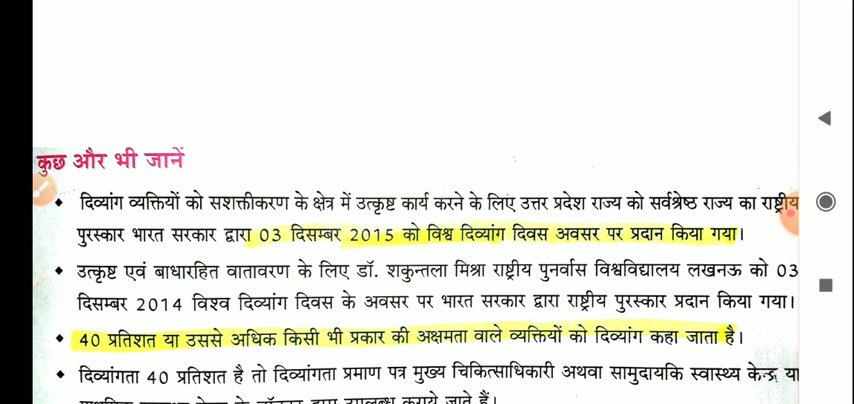 कुछ और भी जानें
दिव्यांग व्यक्तियों को सशक्तीकरण के क्षेत्र में उत्कृष्ट कार्य करने के लिए उत्तर प्रदेश राज्य को सर्वश्रेष्ठ राज्य का राष्ट्रीय
पुरस्कार भारत सरकार द्वारा 03 दिसम्बर 2015 को विश्व दिव्यांग दिवस अवसर पर प्रदान किया गया।
उत्कृष्ट एवं बाधारहित वातावरण के लिए डॉ. शकुन्तला मिश्रा राष्ट्रीय पुनर्वास विश्वविद्यालय लखनऊ को 03
दिसम्बर 2014 विश्व दिव्यांग दिवस के अवसर पर भारत सरकार द्वारा राष्ट्रीय पुरस्कार प्रदान किया गया।
40 प्रतिशत या उससे अधिक किसी भी प्रकार की अक्षमता वाले व्यक्तियों को दिव्यांग कहा जाता है।
दिव्यांगता 40 प्रतिशत है तो दिव्यांगता प्रमाण पत्र मुख्य चिकित्साधिकारी अथवा सामुदायकि स्वास्थ्य केन्द्र या
द्वारा उपलब्ध कराये जाते हैं।